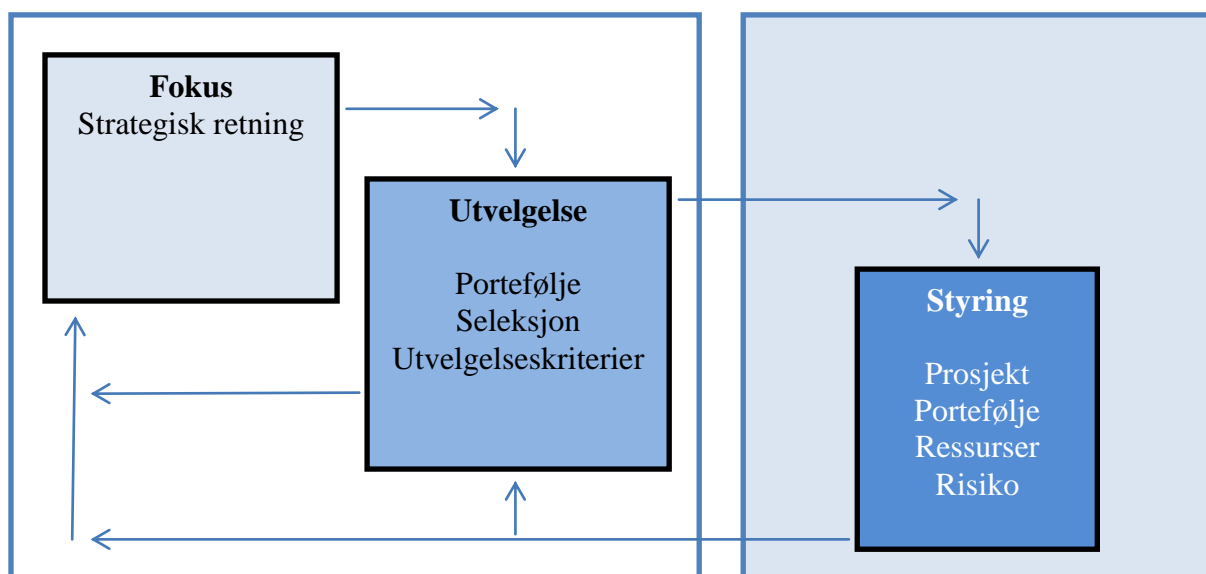 Fokus
Strategisk retning
Utvelgelse
Portefølje
Seleksjon
Utvelgelseskriterier
Styring
Prosjekt
Portefølje
Ressurser
Risiko